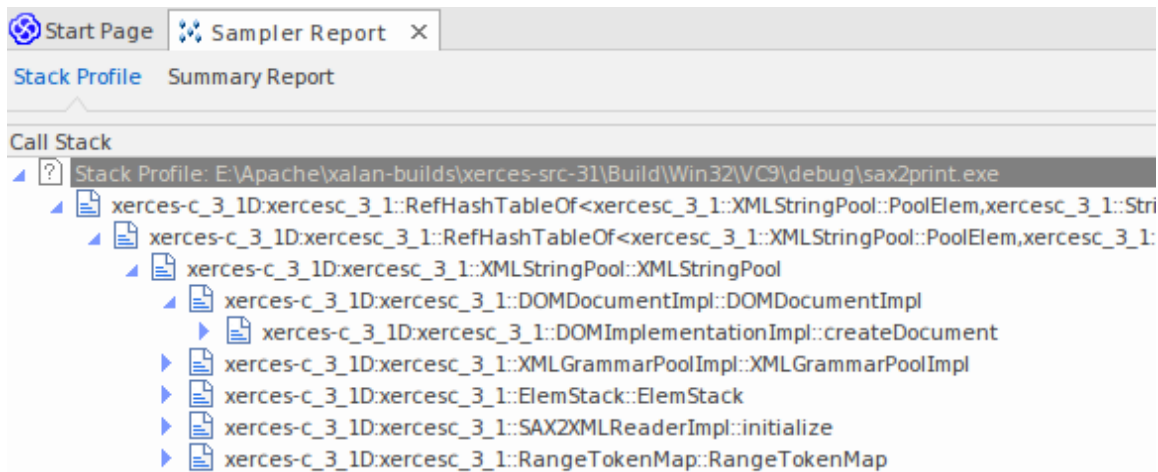 Start Page Sampler Report
Stack Profile Summary Report
Call Stack
Stack Profile: E:\Apache\xalan-builds\xerces-src-31\Build\Win32\VC9\debug\sax2print.exe
xerces-c_3_1D:xercesc_3_1::RefHashTableOf<xercesc_3_1::XMLStringPool::PoolElem,xercesc_3_1::Stri
xerces-c_3_1D:xercesc_3_1::RefHashTableOf<xercesc_3_1::XMLStringPool::PoolElem,xercesc_3_1:
xerces-c_3_1D:xercesc_3_1::XMLStringPool::XMLStringPool
xerces-c_3_1D:xercesc_3_1::DOMDocumentImpl::DOMDocumentImpl
xerces-c_3_1D:xercesc_3_1::DOMImplementationImpl::createDocument
xerces-c_3_1D:xercesc_3_1::XMLGrammarPoolImpl::XMLGrammarPoolImpl
xerces-c_3_1D:xercesc_3_1::ElemStack::ElemStack
xerces-c_3_1D:xercesc_3_1::SAX2XMLReaderImpl::initialize
xerces-c_3_1D:xercesc_3_1::RangeTokenMap::RangeTokenMap